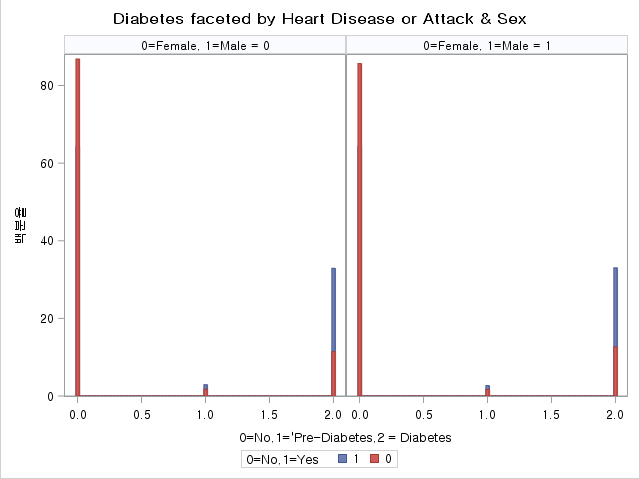 Diabetes faceted by Heart Disease or Attack & Sex
0=Female, 1=Male = 0
0=Female, 1=Male = 1
80
60
40
20
0
백분율
0.0 0.5 1.0 1.5 2.0 0.0 0.5 1.0 1.5 2.0
0=No,1='Pre-Diabetes,2 = Diabetes
0=No,1=Yes 1 0